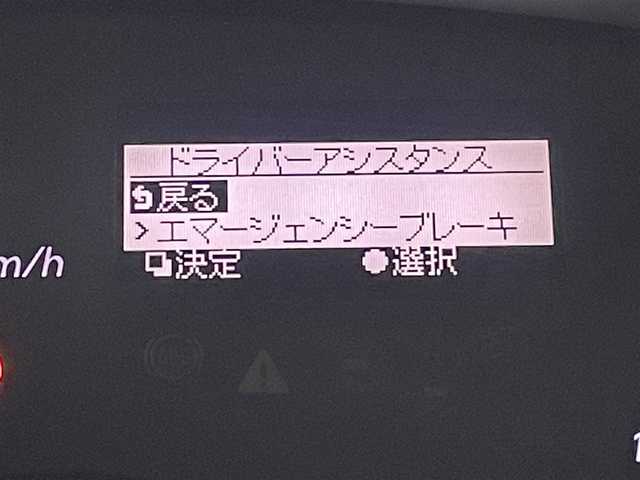 ドライバーアシスタンス
戻る
> エマージェンシーブレーキ
決定 選択
m/h
1